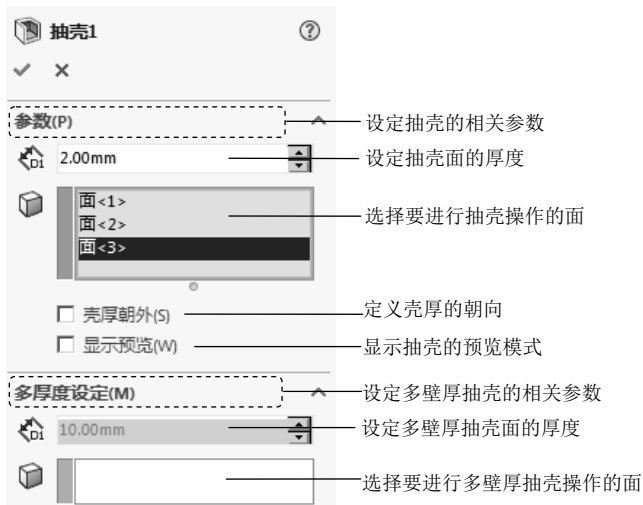 抽壳1
参数(P)
设定抽壳的相关参数
D1 2.00mm
设定抽壳面的厚度
面<1>
面<2>
面<3>
选择要进行抽壳操作的面
壳厚朝外(S)
定义壳厚的朝向
显示预览(W)
显示抽壳的预览模式
多厚度设定(M)
设定多壁厚抽壳的相关参数
D1 10.00mm
设定多壁厚抽壳面的厚度
选择要进行多壁厚抽壳操作的面